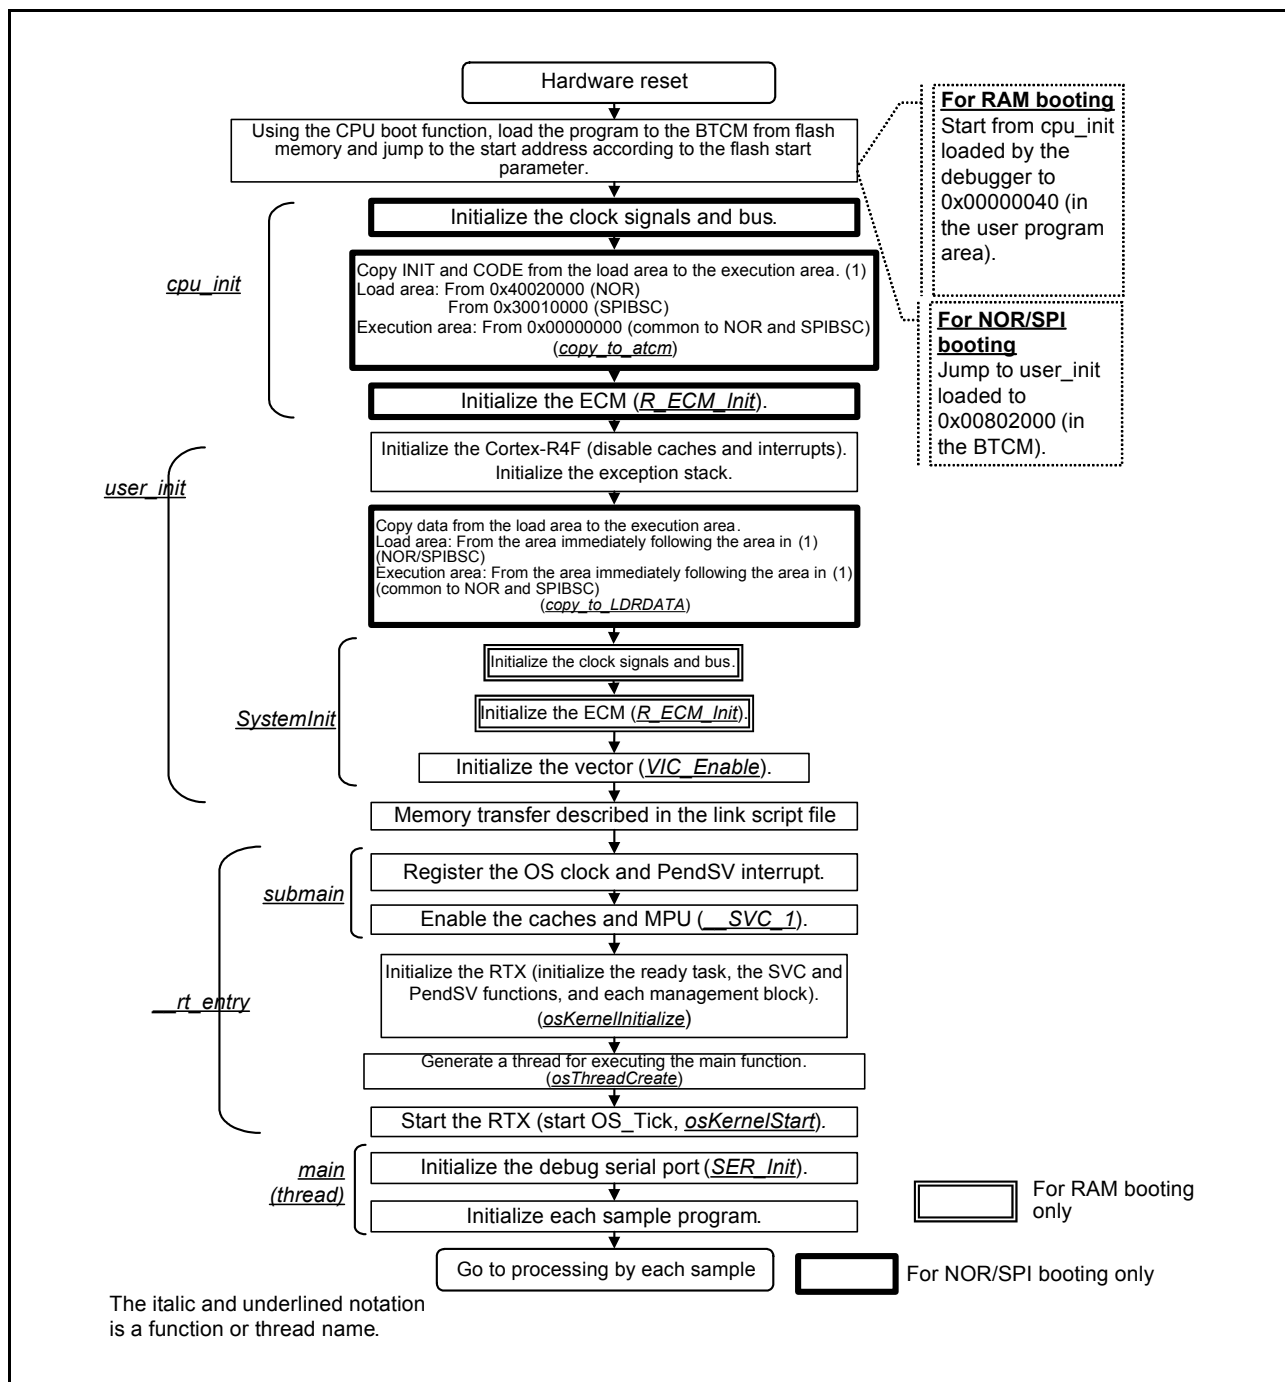 Hardware reset
Using the CPU boot function, load the program to the BTCM from flash
memory and jump to the start address according to the flash start
parameter.
For RAM booting
Start from cpu_init
loaded by the
debugger to
0x00000040 (in
the user program
area).
For NOR/SPI
booting
Jump to user_init
loaded to
0x00802000 (in
the BTCM).
cpu_init
Initialize the clock signals and bus.
Copy INIT and CODE from the load area to the execution area. (1)
Load area: From 0x40020000 (NOR)
From 0x30010000 (SPIBSC)
Execution area: From 0x00000000 (common to NOR and SPIBSC)
(copy_to_atcm)
Initialize the ECM (R_ECM_Init).
user_init
Initialize the Cortex-R4F (disable caches and interrupts).
Initialize the exception stack.
Copy data from the load area to the execution area.
Load area: From the area immediately following the area in (1)
(NOR/SPIBSC)
Execution area: From the area immediately following the area in (1)
(common to NOR and SPIBSC)
(copy_to_LDRDATA)
SystemInit
Initialize the clock signals and bus.
Initialize the ECM (R_ECM_Init).
Initialize the vector (VIC_Enable).
Memory transfer described in the link script file
__rt_entry
submain
Register the OS clock and PendSV interrupt.
Enable the caches and MPU (__SVC_1).
Initialize the RTX (initialize the ready task, the SVC and
PendSV functions, and each management block).
(osKernelInitialize)
Generate a thread for executing the main function.
(osThreadCreate)
Start the RTX (start OS_Tick, osKernelStart).
main
(thread)
Initialize the debug serial port (SER_Init).
Initialize each sample program.
Go to processing by each sample
For RAM booting
only
For NOR/SPI booting only
The italic and underlined notation
is a function or thread name.